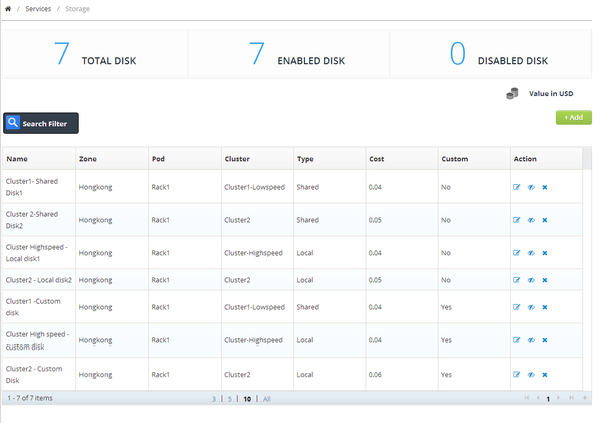 / Services / Storage
7 TOTAL DISK 7 ENABLED DISK 0 DISABLED DISK
Value in USD
+ Add
Search Filter
Name Zone Pod Cluster Type Cost Custom Action
Cluster1- Shared
Disk1 Hongkong Rack1 Cluster1-Lowspeed Shared 0.04 No
Cluster 2-Shared
Disk2 Hongkong Rack1 Cluster2 Shared 0.05 No
Cluster Highspeed -
Local disk1 Hongkong Rack1 Cluster-Highspeed Local 0.04 No
Cluster2 - Local disk2 Hongkong Rack1 Cluster2 Local 0.05 No
Cluster1 -Custom
disk Hongkong Rack1 Cluster1-Lowspeed Shared 0.04 Yes
Cluster High speed -
custom disk Hongkong Rack1 Cluster-Highspeed Local 0.04 Yes
Cluster2 - Custom
Disk Hongkong Rack1 Cluster2 Local 0.06 Yes
1 - 7 of 7 items 3 | 5 | 10 | All 1